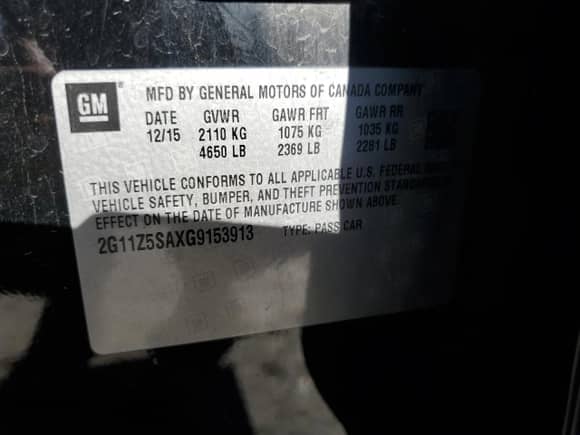 GM
MFD BY GENERAL MOTORS OF CANADA COMPANY
DATE GVWR GAWR FRT GAWR RR
12/15 2110 KG 1075 KG 1035 KG
4650 LB 2369 LB 2281 LB
THIS VEHICLE CONFORMS TO ALL APPLICABLE U.S. FEDERAL MOTOR
VEHICLE SAFETY, BUMPER, AND THEFT PREVENTION STANDARDS IN
EFFECT ON THE DATE OF MANUFACTURE SHOWN ABOVE.
2G11Z5SAXG9153913 TYPE: PASS CAR